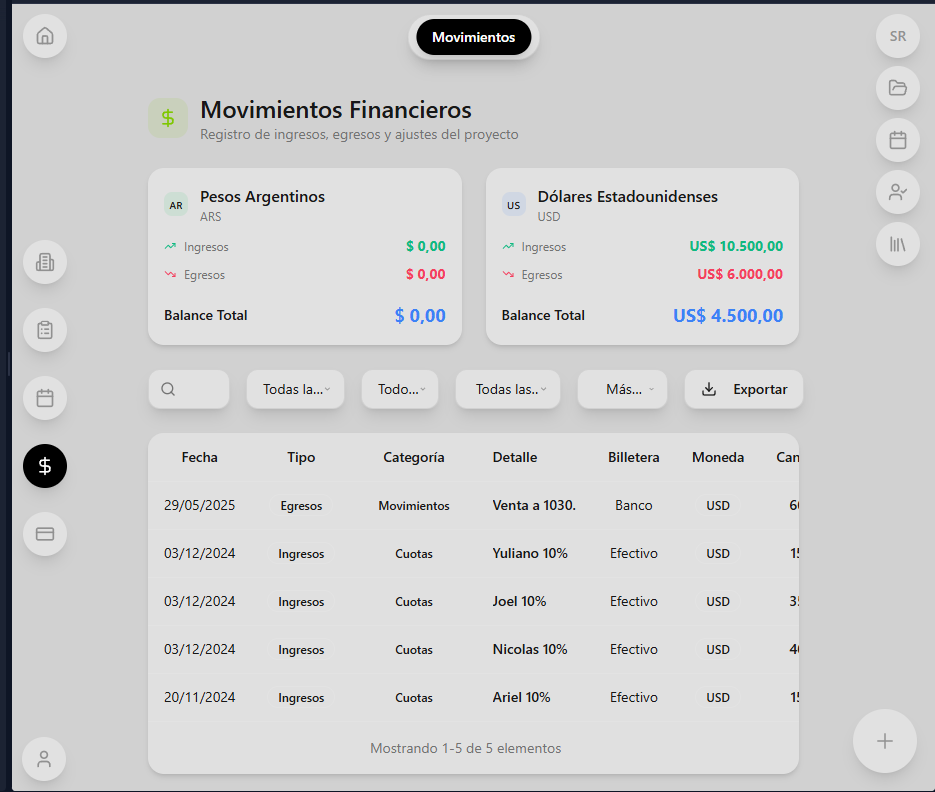 Movimientos
SR
$ Movimientos Financieros
Registro de ingresos, egresos y ajustes del proyecto
AR Pesos Argentinos
ARS
Ingresos $ 0,00
Egresos $ 0,00
Balance Total $ 0,00
US Dólares Estadounidenses
USD
Ingresos US$ 10.500,00
Egresos US$ 6.000,00
Balance Total US$ 4.500,00
Todas la... Todo... Todas las.. Más... Exportar
Fecha Tipo Categoría Detalle Billetera Moneda Can
29/05/2025 Egresos Movimientos Venta a 1030. Banco USD 6
03/12/2024 Ingresos Cuotas Yuliano 10% Efectivo USD 15
03/12/2024 Ingresos Cuotas Joel 10% Efectivo USD 35
03/12/2024 Ingresos Cuotas Nicolas 10% Efectivo USD 40
20/11/2024 Ingresos Cuotas Ariel 10% Efectivo USD 15
Mostrando 1-5 de 5 elementos
$